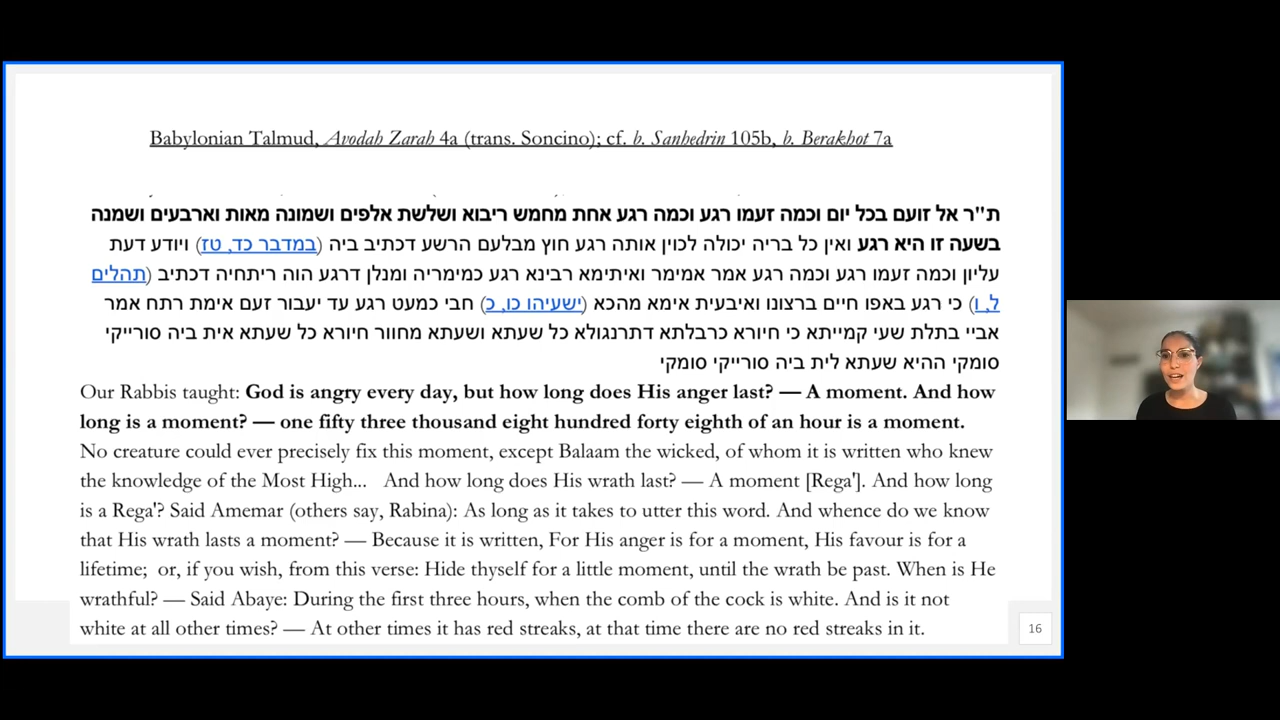 Babylonian Talmud, Avodah Zarah 4a (trans. Soncino); cf. b. Sanhedrin 105b, b. Berakhot 7a
ת"ר אל זועם בכל יום וכמה זעמו רגע וכמה רגע אחת מחמש ריבוא ושלשת אלפים ושמונה מאות וארבעים ושמנה
בשעה זו היא רגע ואין כל בריה יכולה לכוין אותה רגע חוץ מבלעם הרשע דכתיב ביה (במדבר כד, טז) ויודע דעת
עליון וכמה זעמו רגע וכמה רגע אמר אמימר ואיתימא רבינא רגע כמימריה ומנלן דרגע הוה ריתחיה דכתיב (תהלים
ל, ו) כי רגע באפו חיים ברצונו ואיבעית אימא מהכא (ישעיהו כו, כ) חבי כמעט רגע עד יעבור זעם אימת רתח אמר
אביי בתלת שעי קמייתא כי חיורא כרבלתא דתרנגולא כל שעתא ושעתא מחוור חיורא כל שעתא אית ביה סורייקי
סומקי ההיא שעתא לית ביה סורייקי סומקי
Our Rabbis taught: God is angry every day, but how long does His anger last? — A moment. And how
long is a moment? — one fifty three thousand eight hundred forty eighth of an hour is a moment.
No creature could ever precisely fix this moment, except Balaam the wicked, of whom it is written who knew
the knowledge of the Most High... And how long does His wrath last? — A moment [Rega']. And how long
is a Rega'? Said Amemar (others say, Rabina): As long as it takes to utter this word. And whence do we know
that His wrath lasts a moment? — Because it is written, For His anger is for a moment, His favour is for a
lifetime; or, if you wish, from this verse: Hide thyself for a little moment, until the wrath be past. When is He
wrathful? — Said Abaye: During the first three hours, when the comb of the cock is white. And is it not
white at all other times? — At other times it has red streaks, at that time there are no red streaks in it.
16